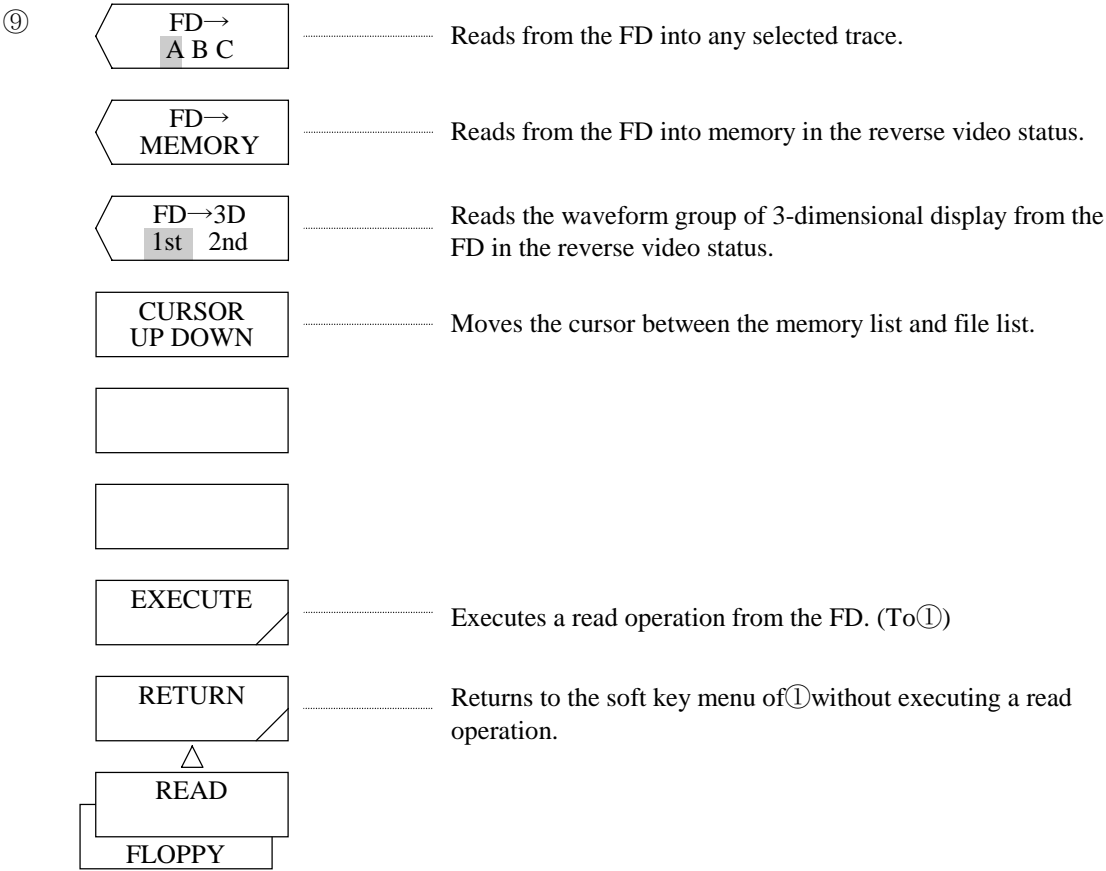 ⑨
FD→
A B C
Reads from the FD into any selected trace.
FD→
MEMORY
Reads from the FD into memory in the reverse video status.
FD→3D
1st 2nd
Reads the waveform group of 3-dimensional display from the
FD in the reverse video status.
CURSOR
UP DOWN
Moves the cursor between the memory list and file list.
EXECUTE
Executes a read operation from the FD. (To①)
RETURN
Returns to the soft key menu of①without executing a read
operation.
READ
FLOPPY